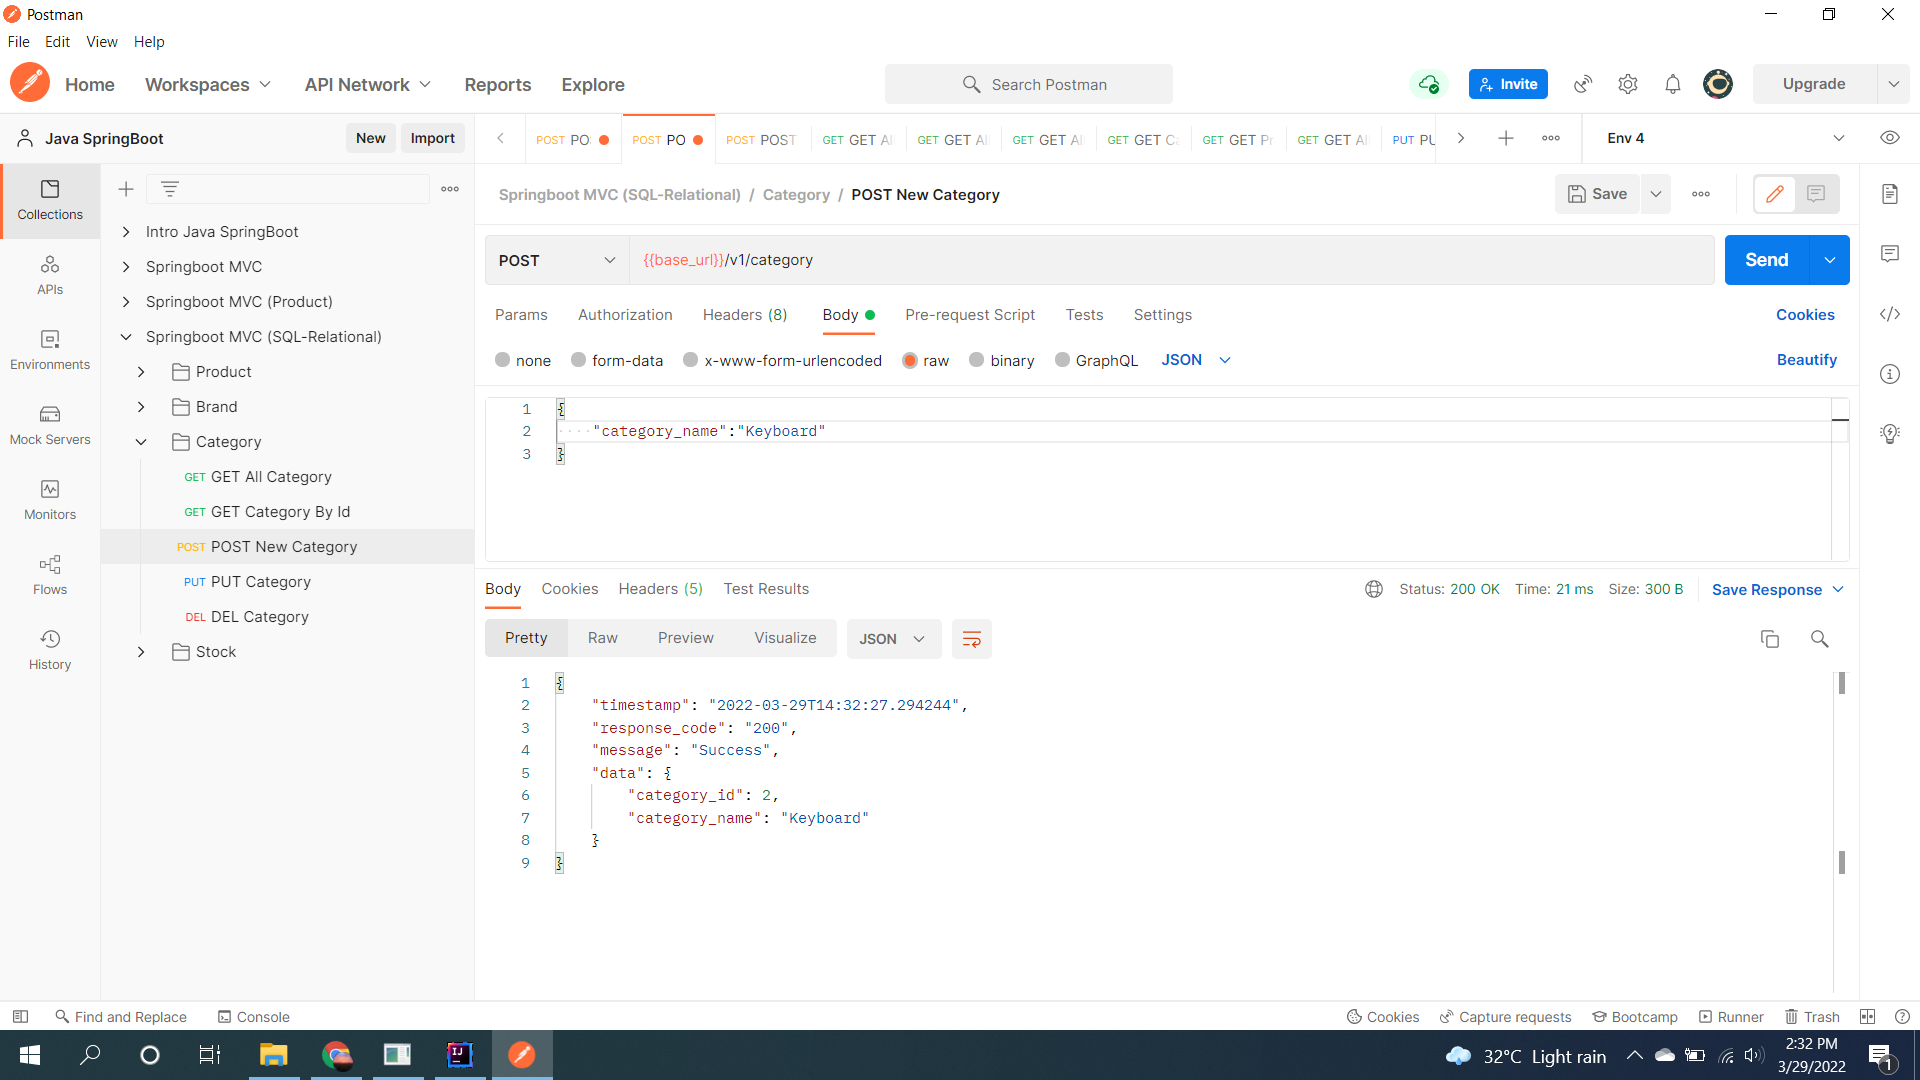 Postman
File Edit View Help
Home Workspaces API Network Reports Explore Search Postman Invite Upgrade
Java SpringBoot New Import
POST PO POST PO POST POST GET GET Al GET GET Al GET GET Al GET GET C GET GET Pr GET GET Al PUT PU Env 4
Springboot MVC (SQL-Relational) / Category / POST New Category Save
Collections
APIs
Environments
Mock Servers
Monitors
Flows
History
Intro Java SpringBoot
Springboot MVC
Springboot MVC (Product)
Springboot MVC (SQL-Relational)
Product
Brand
Category
GET GET All Category
GET GET Category By Id
POST POST New Category
PUT PUT Category
DEL DEL Category
Stock
POST {{base_url}}/v1/category Send
Params Authorization Headers (8) Body Pre-request Script Tests Settings Cookies
none form-data x-www-form-urlencoded raw binary GraphQL JSON Beautify
1 {
2 "category_name":"Keyboard"
3 }
Body Cookies Headers (5) Test Results Status: 200 OK Time: 21 ms Size: 300 B Save Response
Pretty Raw Preview Visualize JSON
1 {
2 "timestamp": "2022-03-29T14:32:27.294244",
3 "response_code": "200",
4 "message": "Success",
5 "data": {
6 "category_id": 2,
7 "category_name": "Keyboard"
8 }
9 }
Find and Replace Console Cookies Capture requests Bootcamp Runner Trash
IJ 32°C Light rain 2:32 PM
3/29/2022 1